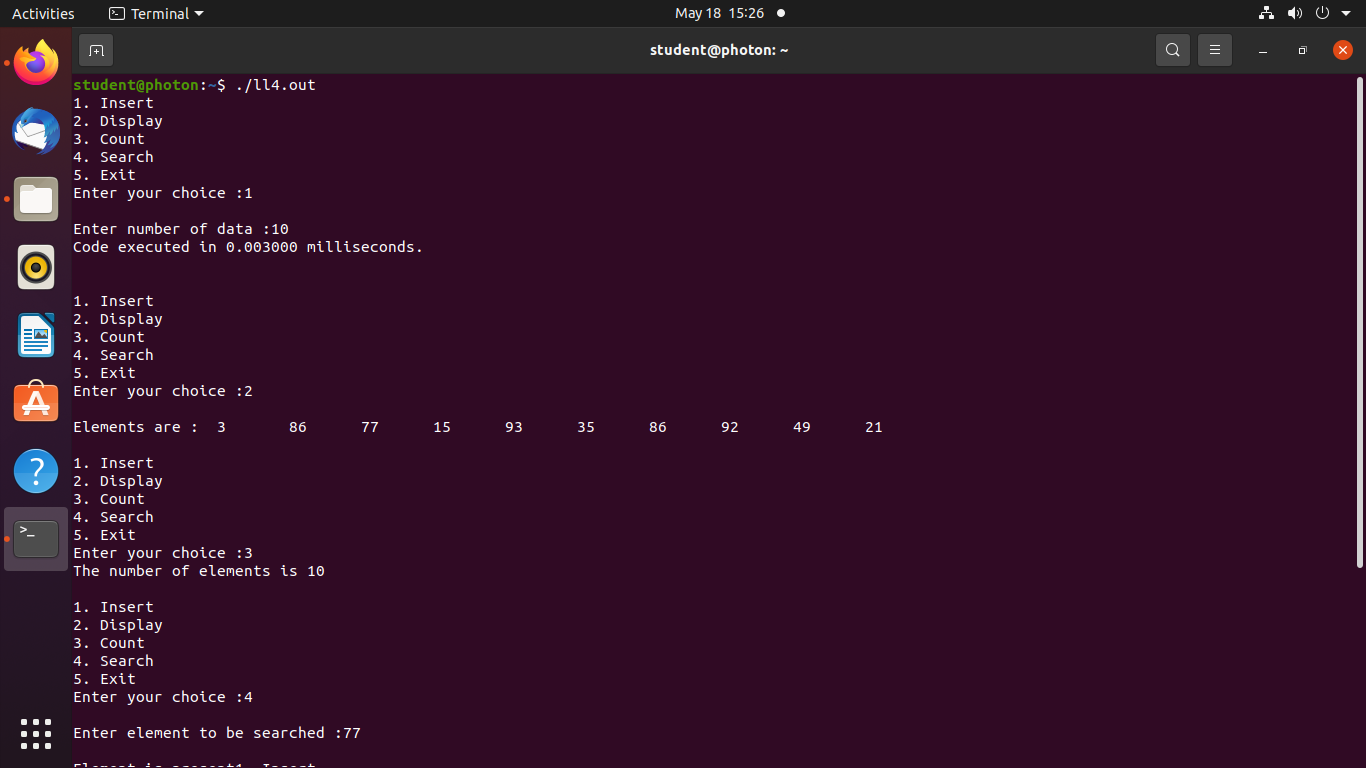 Activities Terminal May 18 15:26
student@photon: ~
student@photon:~$ ./ll4.out
1. Insert
2. Display
3. Count
4. Search
5. Exit
Enter your choice :1
Enter number of data :10
Code executed in 0.003000 milliseconds.
1. Insert
2. Display
3. Count
4. Search
5. Exit
Enter your choice :2
Elements are : 3 86 77 15 93 35 86 92 49 21
1. Insert
2. Display
3. Count
4. Search
5. Exit
Enter your choice :3
The number of elements is 10
1. Insert
2. Display
3. Count
4. Search
5. Exit
Enter your choice :4
Enter element to be searched :77
Element is present1. Insert